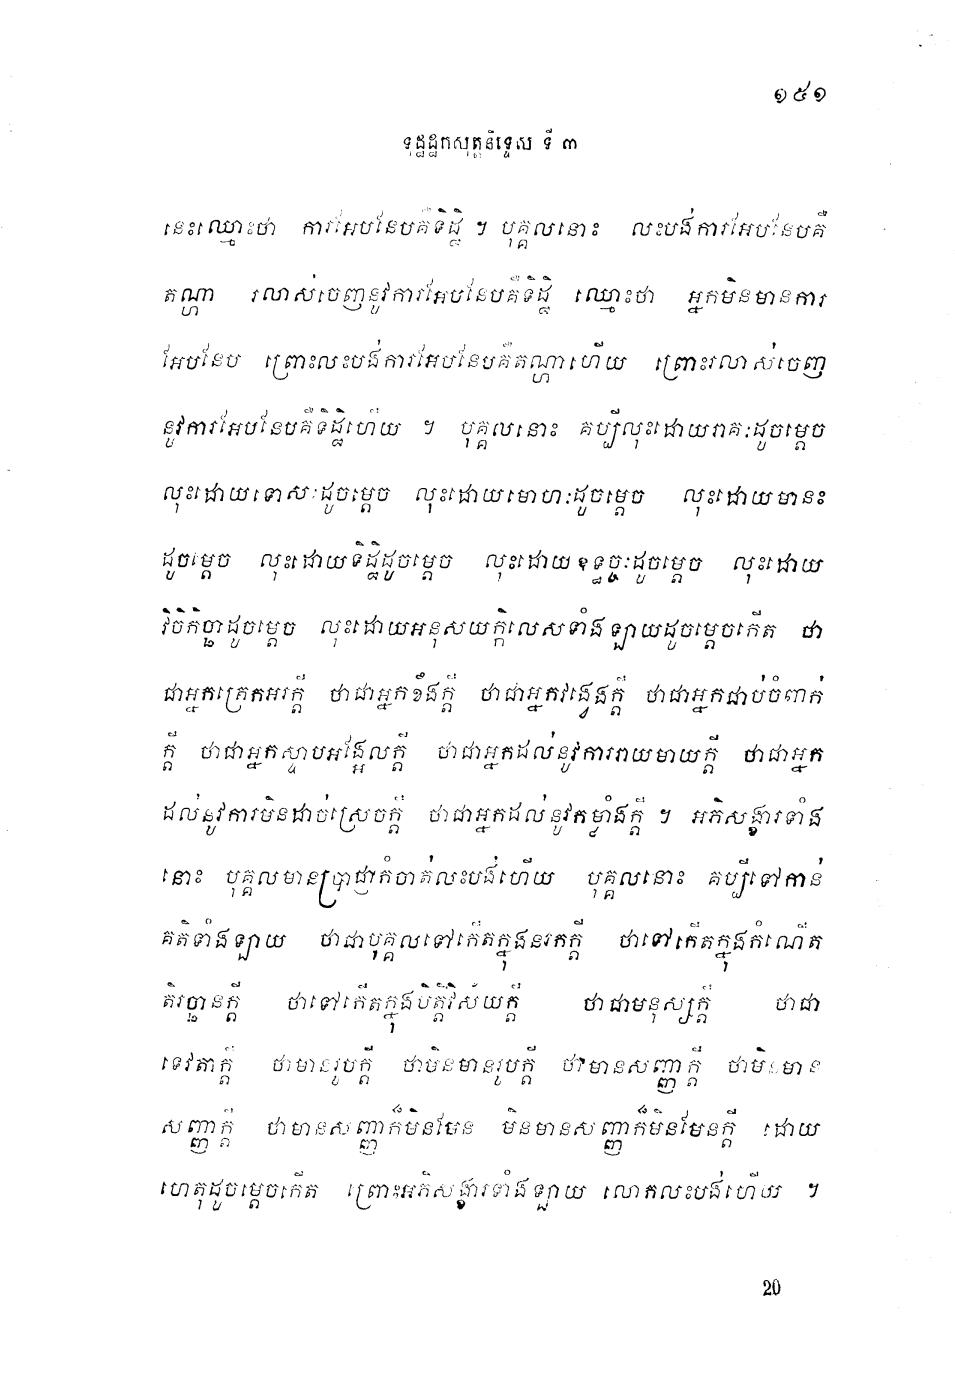 ១៥១
ទុដ្ឋដ្ឋកសុត្តនិទ្ទេស ទី ៣
នេះឈ្មោះថា ការអែបនែបគឺទិដ្ឋិ ។ បុគ្គលនោះ លះបង់ការអែបនែបគឺ
តណ្ហា រលាស់ចេញនូវការអែបនែបគឺទិដ្ឋិ ឈ្មោះថា អ្នកមិនមានការ
អែបនែប ព្រោះលះបង់ការអែបនែបគឺតណ្ហាហើយ ព្រោះរលាស់ចេញ
នូវការអែបនែបគឺទិដ្ឋិហើយ ។ បុគ្គលនោះ គប្បីលុះដោយរាគៈដូចម្តេច
លុះដោយទោសៈដូចម្តេច លុះដោយមោហៈដូចម្តេច លុះដោយមានះ
ដូចម្តេច លុះដោយទិដ្ឋិដូចម្តេច លុះដោយឧទ្ធច្ចៈដូចម្តេច លុះដោយ
វិចិកិច្ឆាដូចម្តេច លុះដោយអនុសយក្កិលេសទាំងឡាយដូចម្តេចកើត ថា
ជាអ្នកត្រេកអរក្តី ថាជាអ្នកខឹងក្តី ថាជាអ្នកវង្វេងក្តី ថាជាអ្នកជាប់ចំពាក់
ក្តី ថាជាអ្នកស្ទាបអង្អែលក្តី ថាជាអ្នកដល់នូវការរាយមាយក្តី ថាជាអ្នក
ដល់នូវការមិនដាច់ស្រេចក្តី ថាជាអ្នកដល់នូវកម្លាំងក្តី ។ អភិសង្ខារទាំង
នោះ បុគ្គលមានប្រាជ្ញាកំចាត់លះបង់ហើយ បុគ្គលនោះ គប្បីទៅកាន់
គតិទាំងឡាយ ថាជាបុគ្គលទៅកើតក្នុងនរកក្តី ថាទៅកើតក្នុងកំណើត
តិរច្ឆានក្តី ថាទៅកើតក្នុងបិត្តិវិស័យក្តី ថាជាមនុស្សក្តី ថាជា
ទេវតាក្តី ថាមានរូបក្តី ថាមិនមានរូបក្តី ថាមានសញ្ញាក្តី ថាមិនមាន
សញ្ញាក្តី ថាមានសញ្ញាក៏មិនមែន មិនមានសញ្ញាក៏មិនមែនក្តី ដោយ
ហេតុដូចម្តេចកើត ព្រោះអភិសង្ខារទាំងឡាយ លោកលះបង់ហើយ ។
20